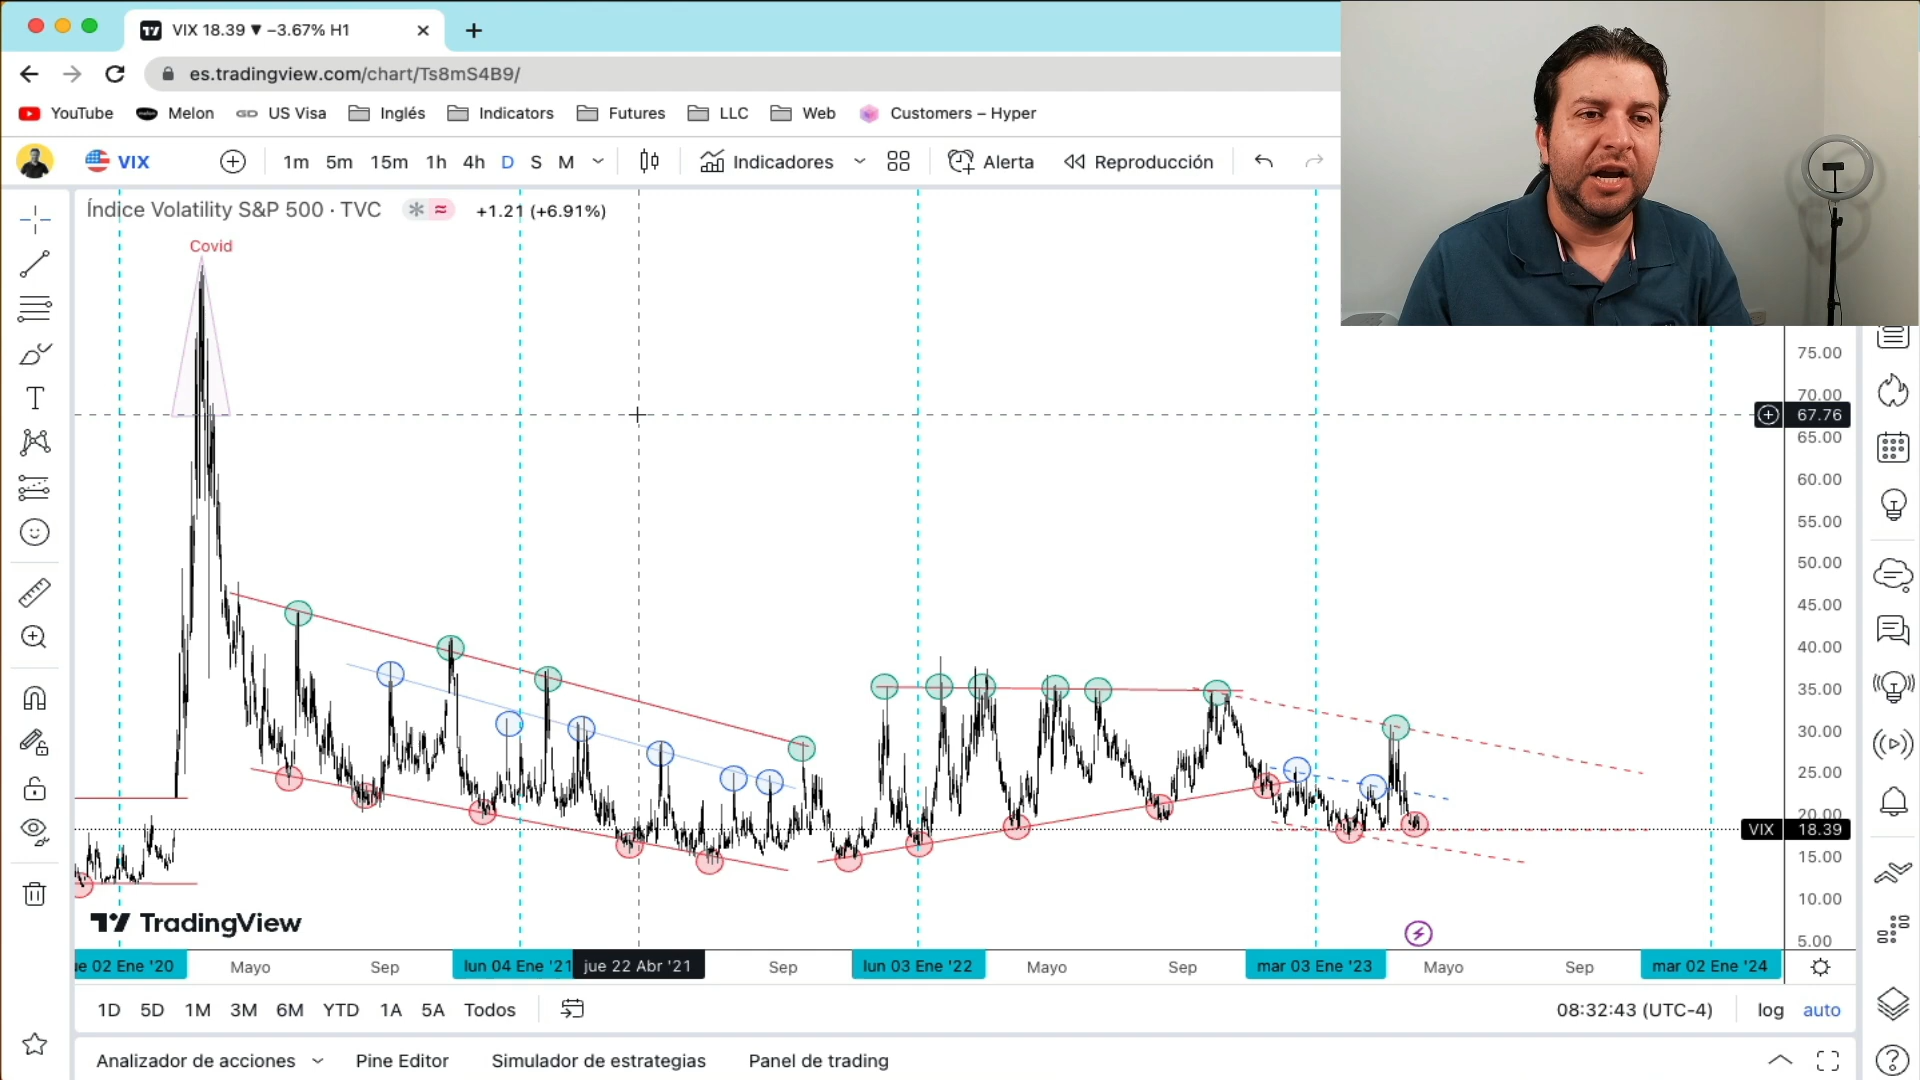 VIX 18.39 ▼ −3.67% H1
es.tradingview.com/chart/Ts8mS4B9/
YouTube Melon US Visa Inglés Indicators Futures LLC Web Customers – Hyper
VIX 1m 5m 15m 1h 4h D S M Indicadores Alerta Reproducción
Índice Volatility S&P 500 · TVC +1.21 (+6.91%)
Covid
75.00
70.00
67.76
65.00
60.00
55.00
50.00
45.00
40.00
35.00
30.00
25.00
20.00
VIX 18.39
15.00
10.00
5.00
TradingView
e 02 Ene '20 Mayo Sep lun 04 Ene '21 jue 22 Abr '21 Sep lun 03 Ene '22 Mayo Sep mar 03 Ene '23 Mayo Sep mar 02 Ene '24
1D 5D 1M 3M 6M YTD 1A 5A Todos 08:32:43 (UTC-4) log auto
Analizador de acciones Pine Editor Simulador de estrategias Panel de trading